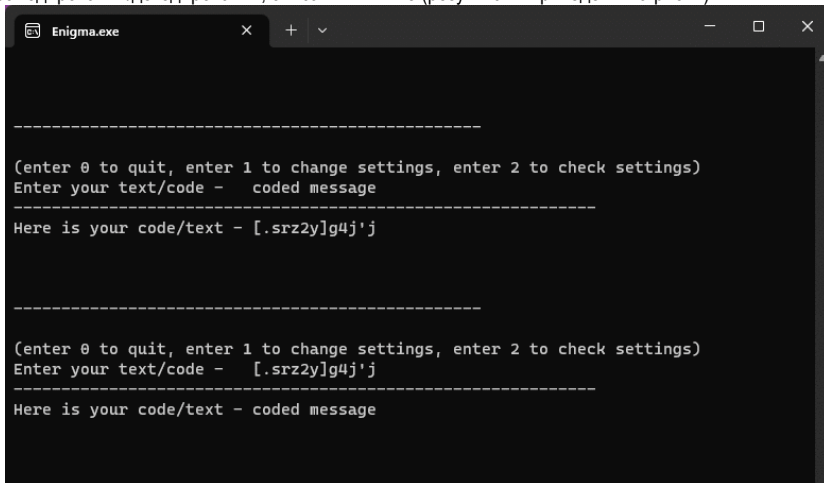 Enigma.exe
-------------------------------------------------
(enter 0 to quit, enter 1 to change settings, enter 2 to check settings)
Enter your text/code -   coded message
-------------------------------------------------------------
Here is your code/text - [.srz2y]g4j'j
-------------------------------------------------
(enter 0 to quit, enter 1 to change settings, enter 2 to check settings)
Enter your text/code -   [.srz2y]g4j'j
-------------------------------------------------------------
Here is your code/text - coded message